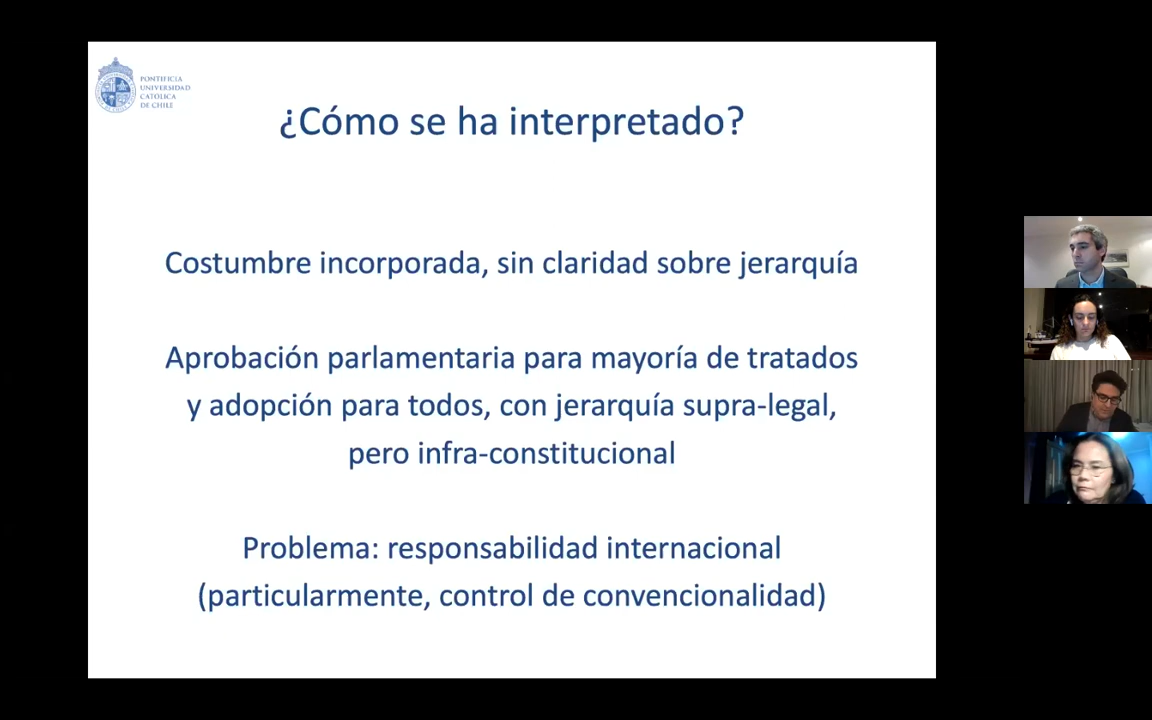 PONTIFICIA
UNIVERSIDAD
CATÓLICA
DE CHILE
¿Cómo se ha interpretado?
Costumbre incorporada, sin claridad sobre jerarquía
Aprobación parlamentaria para mayoría de tratados
y adopción para todos, con jerarquía supra-legal,
pero infra-constitucional
Problema: responsabilidad internacional
(particularmente, control de convencionalidad)